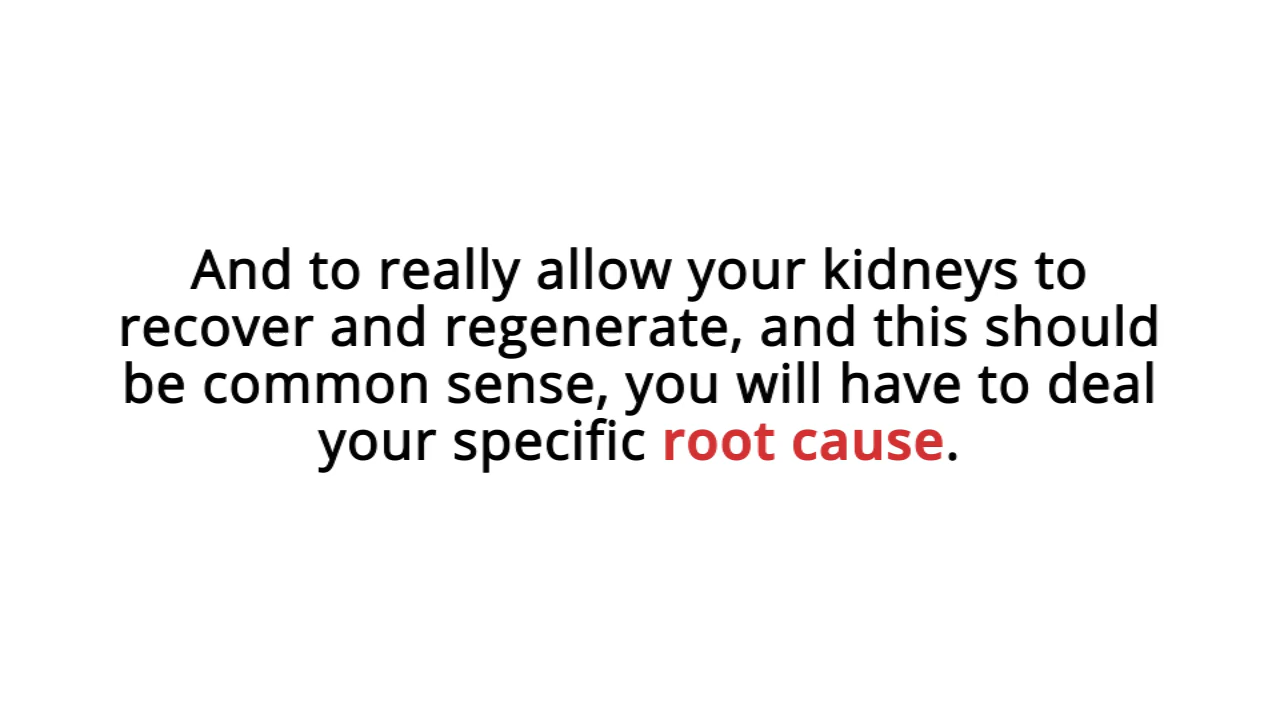 And to really allow your kidneys to
recover and regenerate, and this should
be common sense, you will have to deal
your specific root cause.